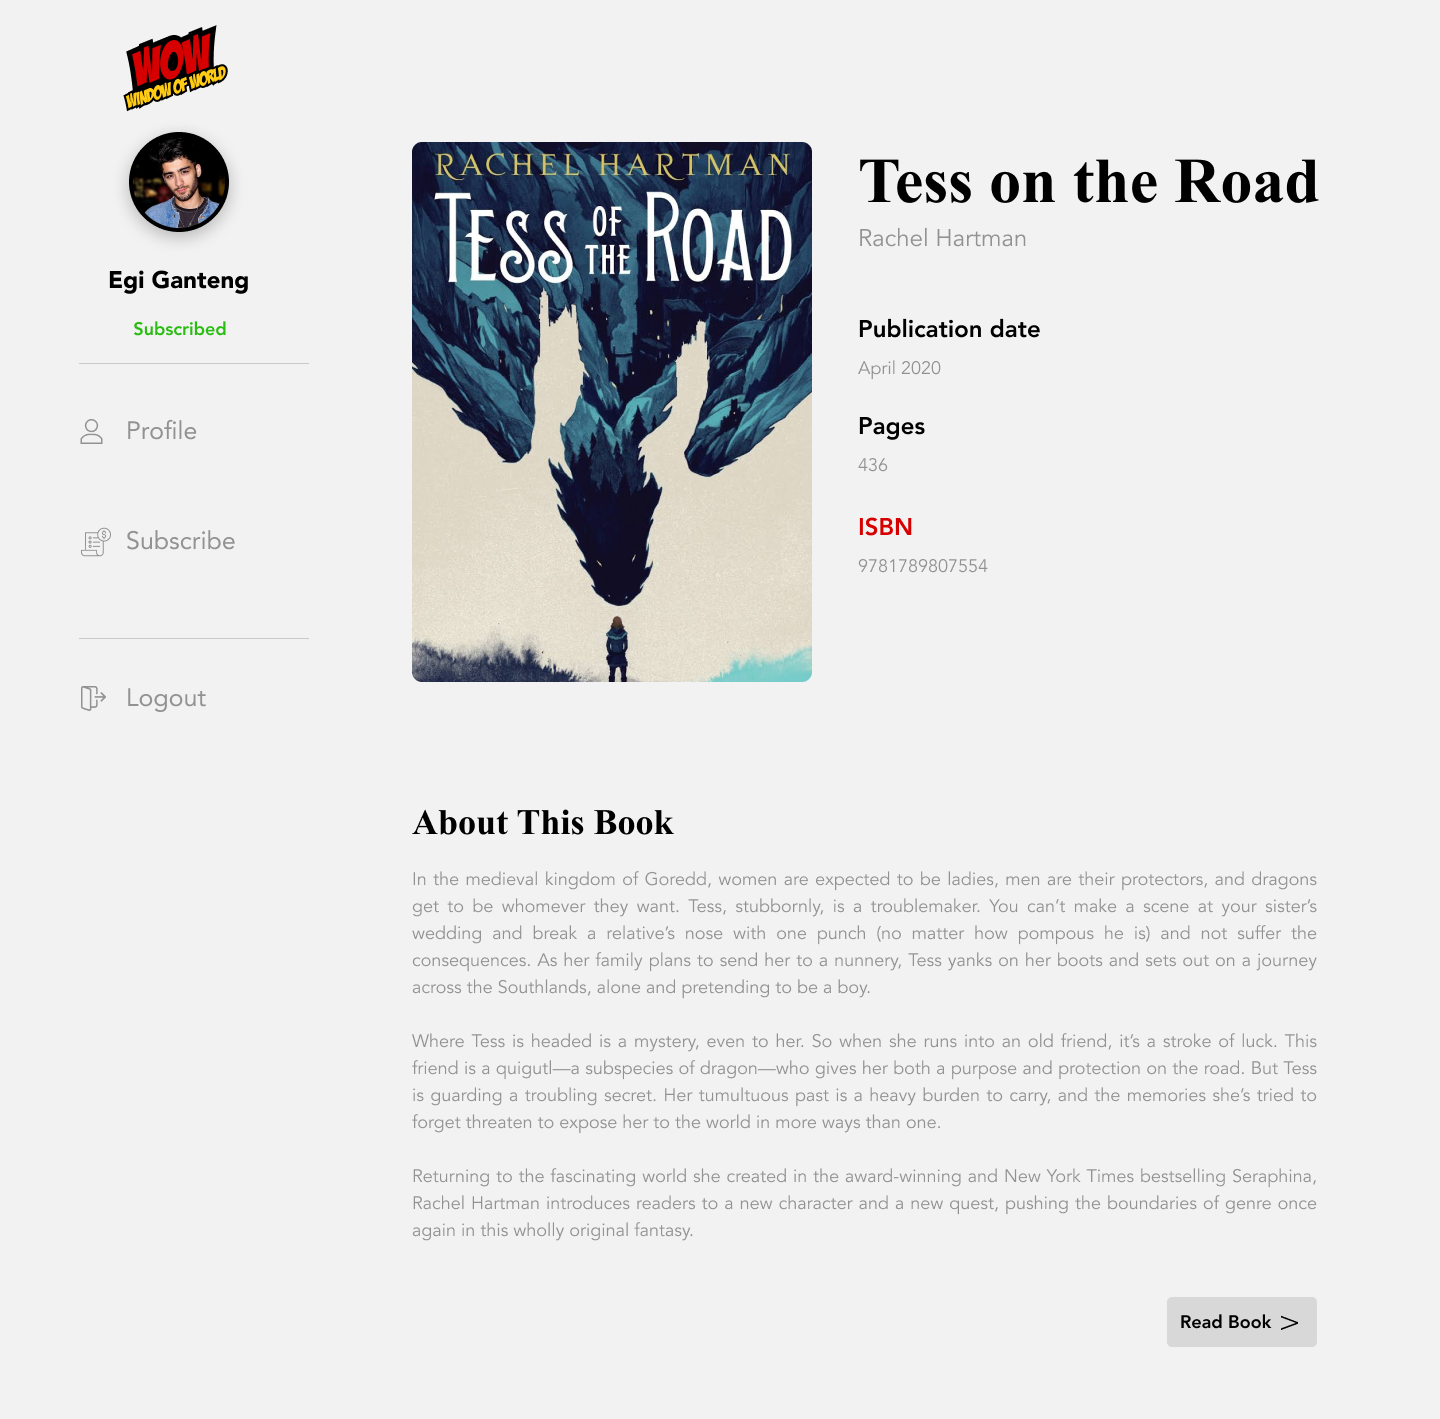 WOW
WINDOW OF WORLD
Egi Ganteng
Subscribed
Profile
Subscribe
Logout
RACHEL HARTMAN
TESS OF THE ROAD
Tess on the Road
Rachel Hartman
Publication date
April 2020
Pages
436
ISBN
9781789807554
About This Book
In the medieval kingdom of Goredd, women are expected to be ladies, men are their protectors, and dragons
get to be whomever they want. Tess, stubbornly, is a troublemaker. You can’t make a scene at your sister’s
wedding and break a relative’s nose with one punch (no matter how pompous he is) and not suffer the
consequences. As her family plans to send her to a nunnery, Tess yanks on her boots and sets out on a journey
across the Southlands, alone and pretending to be a boy.
Where Tess is headed is a mystery, even to her. So when she runs into an old friend, it’s a stroke of luck. This
friend is a quigutl—a subspecies of dragon—who gives her both a purpose and protection on the road. But Tess
is guarding a troubling secret. Her tumultuous past is a heavy burden to carry, and the memories she’s tried to
forget threaten to expose her to the world in more ways than one.
Returning to the fascinating world she created in the award-winning and New York Times bestselling Seraphina,
Rachel Hartman introduces readers to a new character and a new quest, pushing the boundaries of genre once
again in this wholly original fantasy.
Read Book >